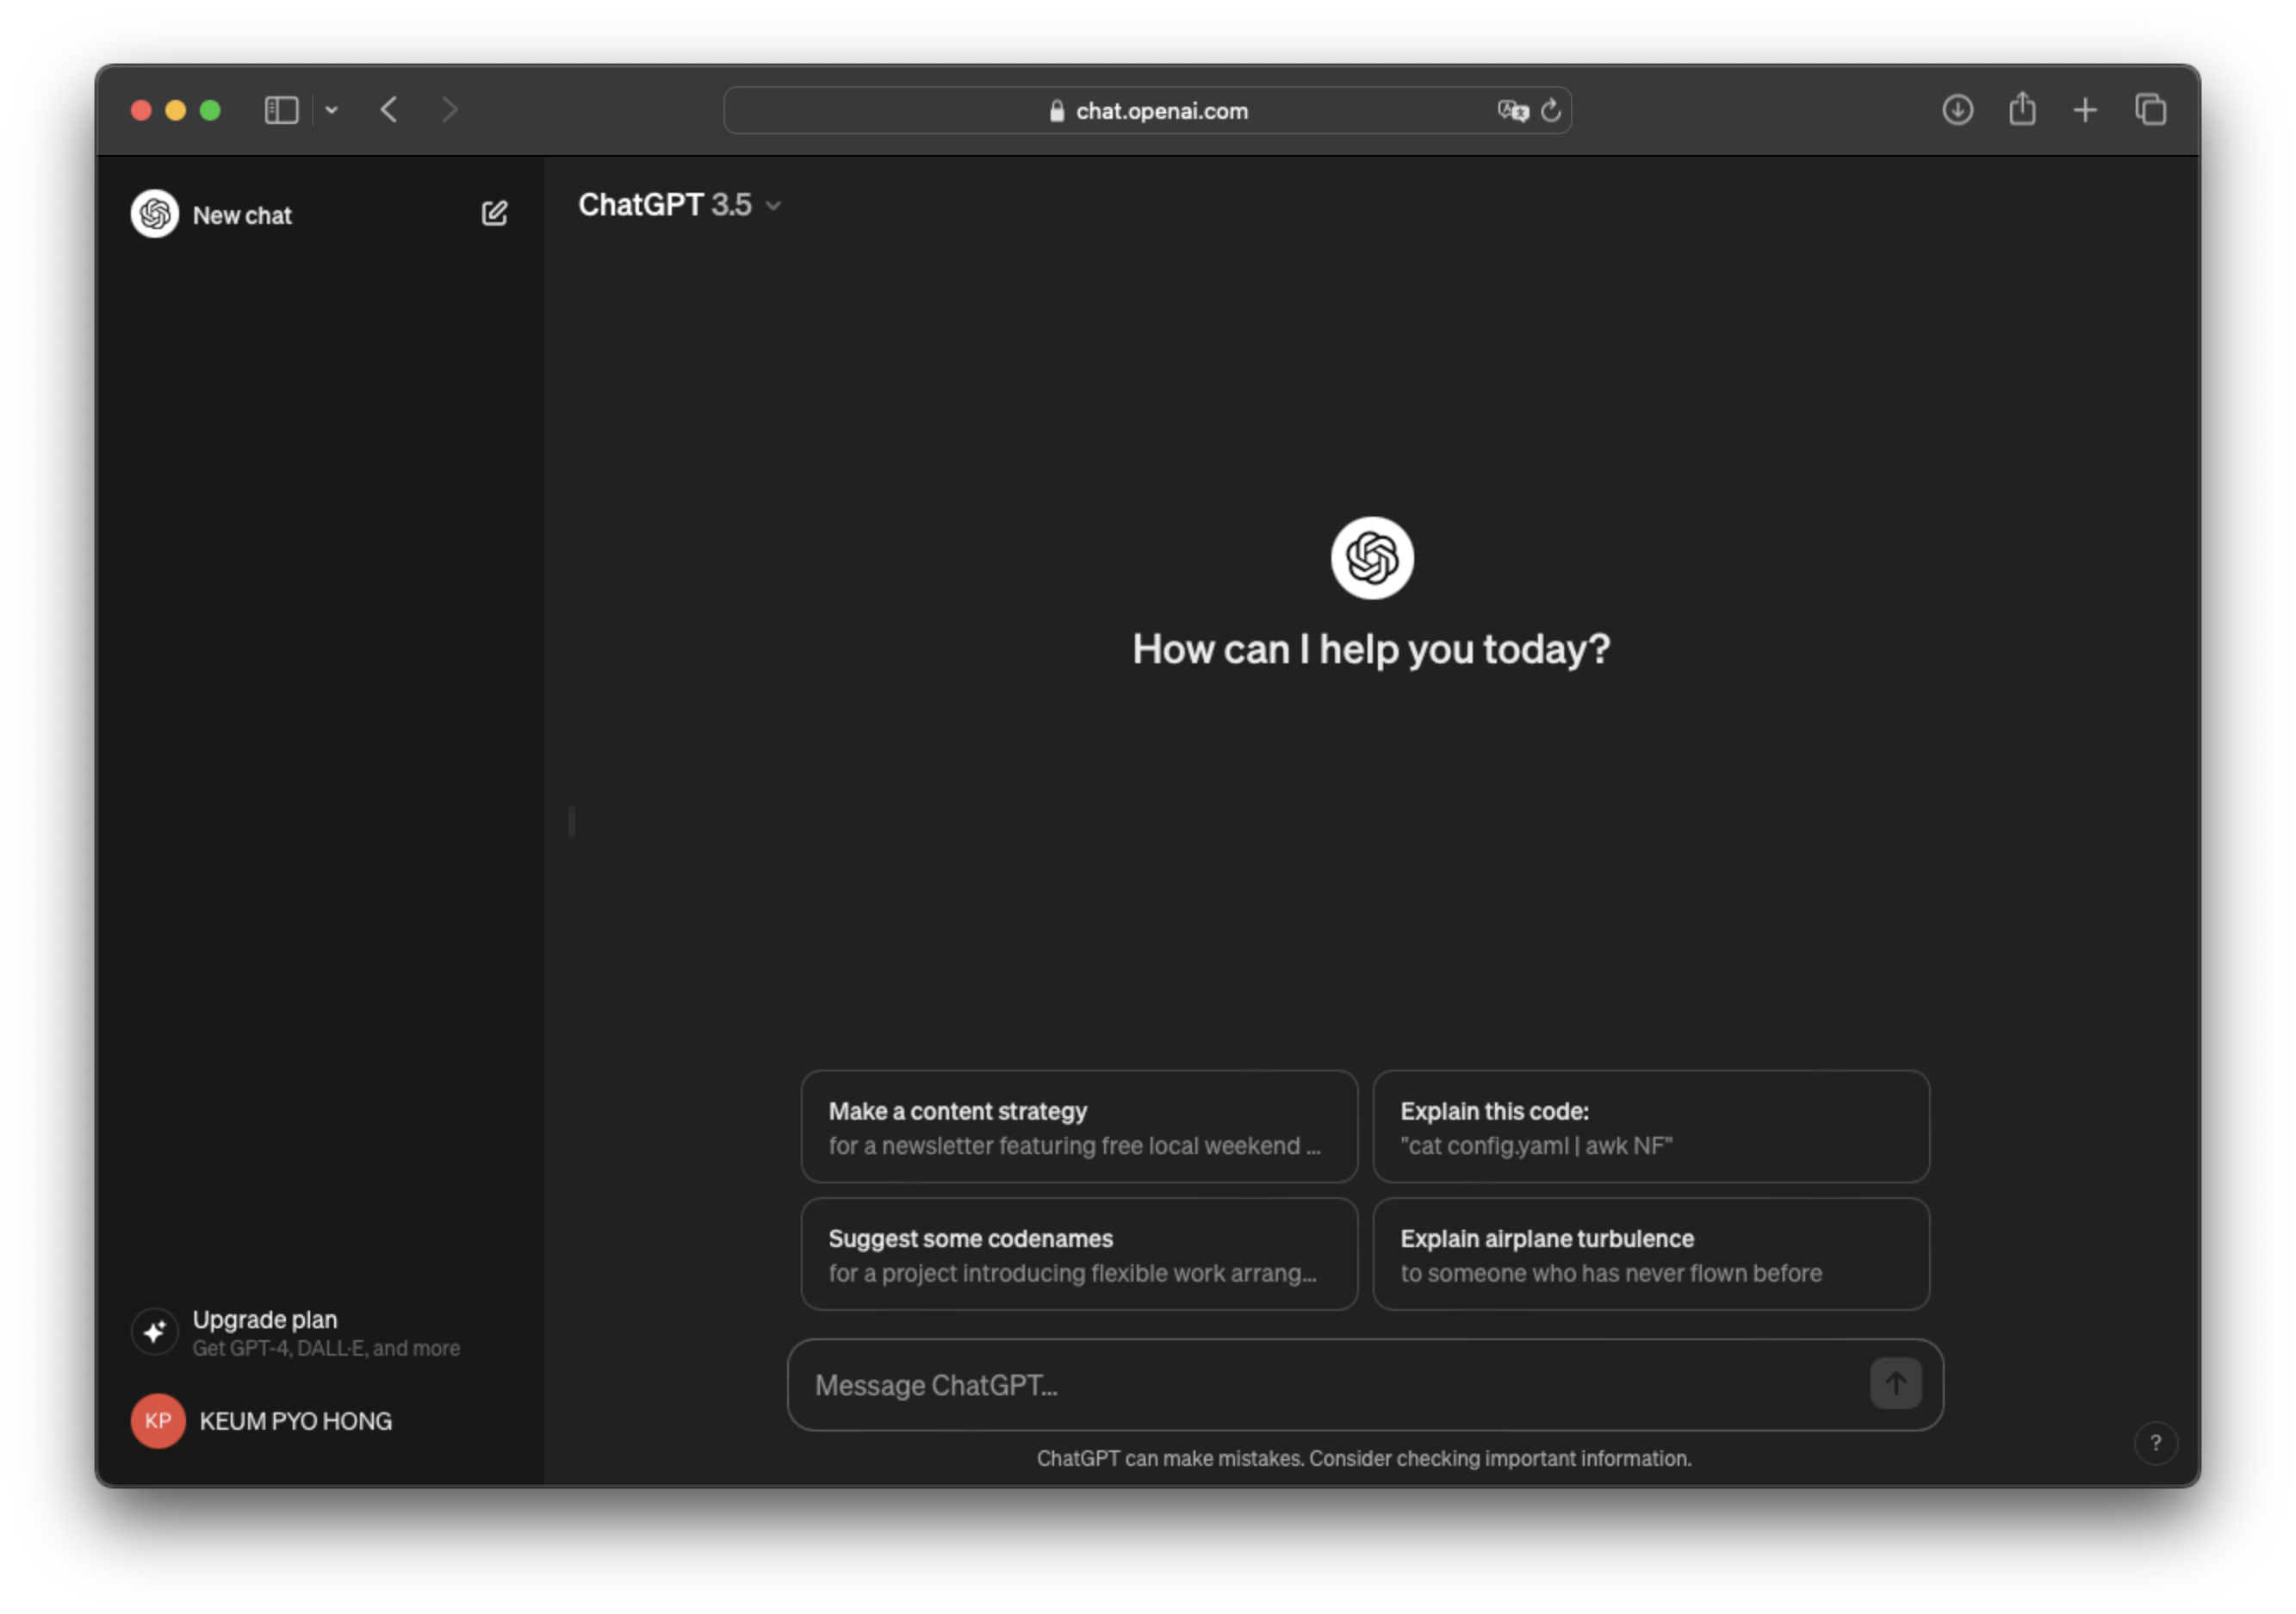 chat.openai.com
New chat
ChatGPT 3.5
How can I help you today?
Make a content strategy
for a newsletter featuring free local weekend ...
Explain this code:
"cat config.yaml | awk NF"
Suggest some codenames
for a project introducing flexible work arrang...
Explain airplane turbulence
to someone who has never flown before
Upgrade plan
Get GPT-4, DALL·E, and more
KP
KEUM PYO HONG
Message ChatGPT...
ChatGPT can make mistakes. Consider checking important information.
?